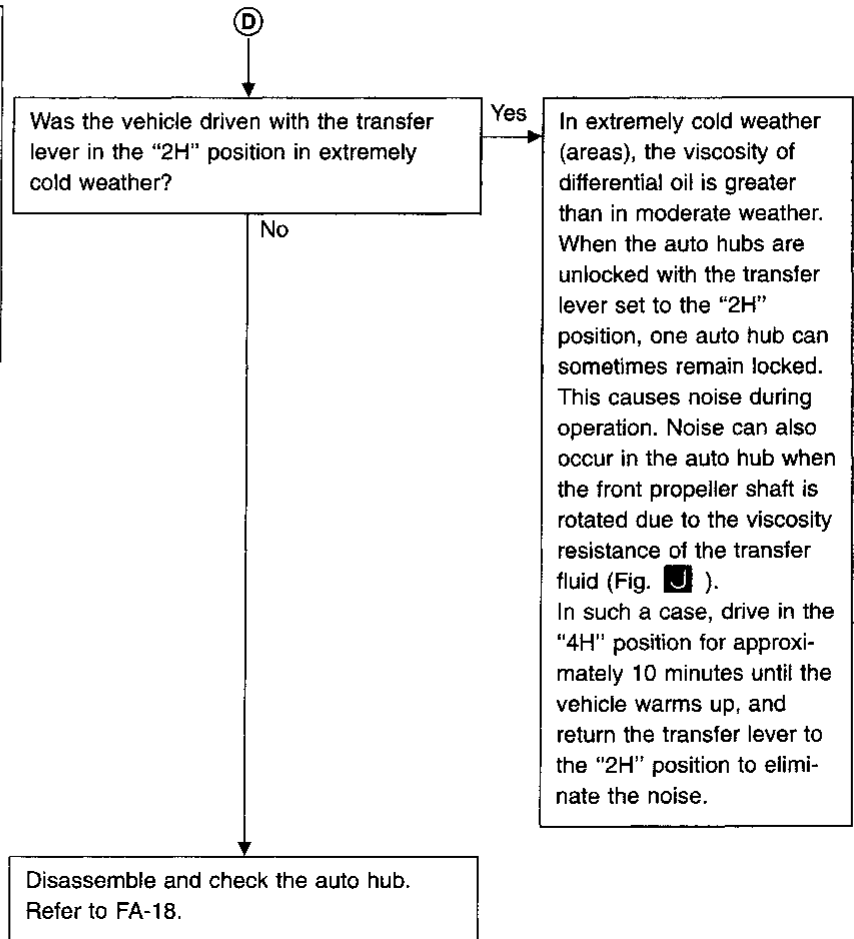 D
Was the vehicle driven with the transfer
lever in the “2H” position in extremely
cold weather?
Yes
No
In extremely cold weather
(areas), the viscosity of
differential oil is greater
than in moderate weather.
When the auto hubs are
unlocked with the transfer
lever set to the “2H”
position, one auto hub can
sometimes remain locked.
This causes noise during
operation. Noise can also
occur in the auto hub when
the front propeller shaft is
rotated due to the viscosity
resistance of the transfer
fluid (Fig. J ).
In such a case, drive in the
“4H” position for approxi-
mately 10 minutes until the
vehicle warms up, and
return the transfer lever to
the “2H” position to elimi-
nate the noise.
Disassemble and check the auto hub.
Refer to FA-18.